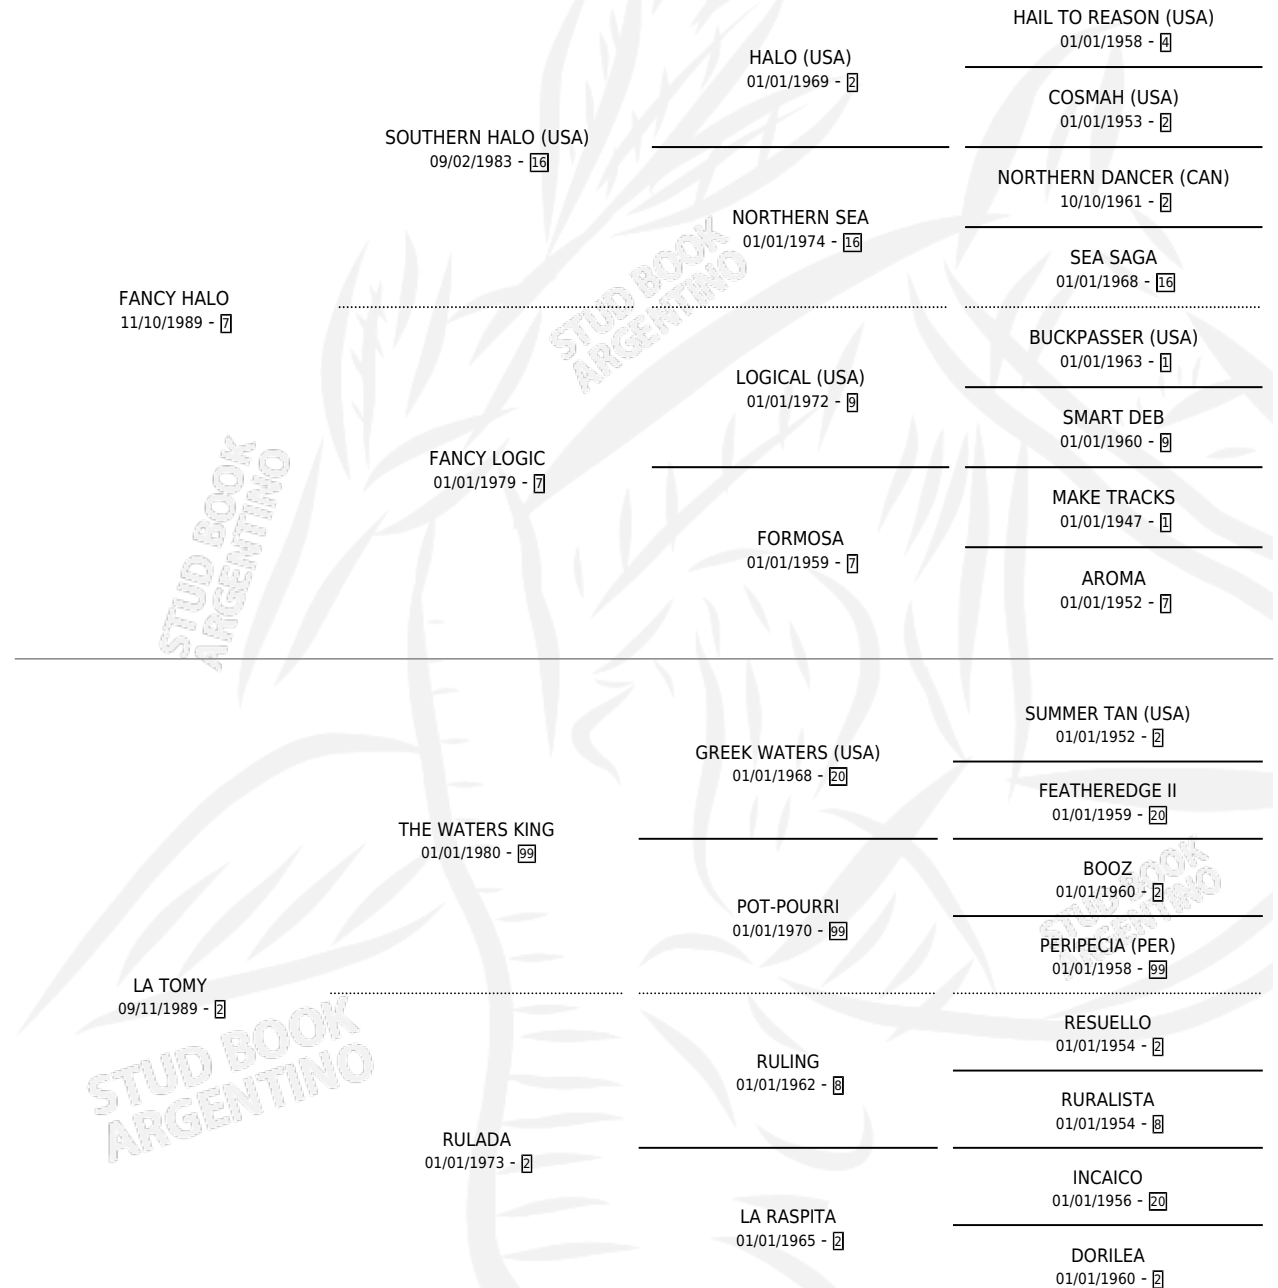 HAIL TO REASON (USA)
01/01/1958 - 4
HALO (USA)
01/01/1969 - 2
COSMAH (USA)
01/01/1953 - 2
SOUTHERN HALO (USA)
09/02/1983 - 16
NORTHERN DANCER (CAN)
10/10/1961 - 2
NORTHERN SEA
01/01/1974 - 16
SEA SAGA
01/01/1968 - 16
FANCY HALO
11/10/1989 - 7
BUCKPASSER (USA)
01/01/1963 - 1
LOGICAL (USA)
01/01/1972 - 9
SMART DEB
01/01/1960 - 9
FANCY LOGIC
01/01/1979 - 7
MAKE TRACKS
01/01/1947 - 1
FORMOSA
01/01/1959 - 7
AROMA
01/01/1952 - 7
SUMMER TAN (USA)
01/01/1952 - 2
GREEK WATERS (USA)
01/01/1968 - 20
FEATHEREDGE II
01/01/1959 - 20
THE WATERS KING
01/01/1980 - 99
BOOZ
01/01/1960 - 2
POT-POURRI
01/01/1970 - 99
PERIPECIA (PER)
01/01/1958 - 99
LA TOMY
09/11/1989 - 2
RESUELLO
01/01/1954 - 2
RULING
01/01/1962 - 8
RURALISTA
01/01/1954 - 8
RULADA
01/01/1973 - 2
INCAICO
01/01/1956 - 20
LA RASPITA
01/01/1965 - 2
DORILEA
01/01/1960 - 2
STUD BOOK
ARGENTINO
STUD BOOK
ARGENTINO
STUD BOOK
ARGENTINO
STUD BOOK
ARGENTINO